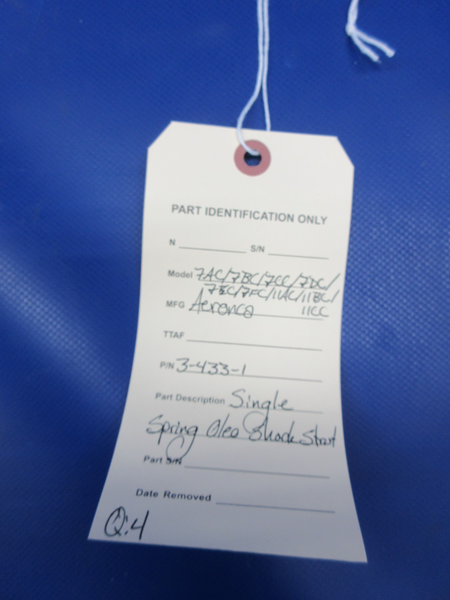 PART IDENTIFICATION ONLY
N S/N
Model 7AC/7BC/7CC/7DC/
7EC/7FC/11AC/11BC/
MFG Aeronca 11CC
TTAF
P/N 3-433-1
Part Description Single
Spring Oleo Shock Strut
Part S/N
Date Removed
Q:4